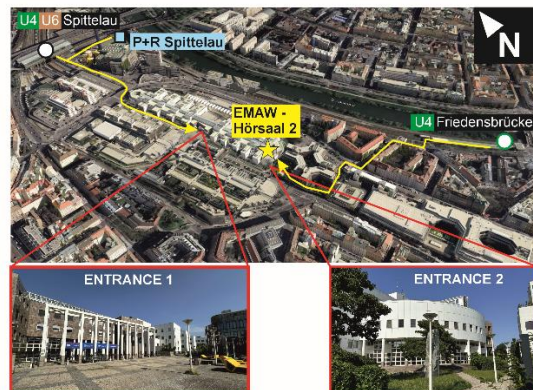 U4 U6 Spittelau
P+R Spittelau
N
EMAW -
Hörsaal 2
U4 Friedensbrücke
ENTRANCE 1
ENTRANCE 2